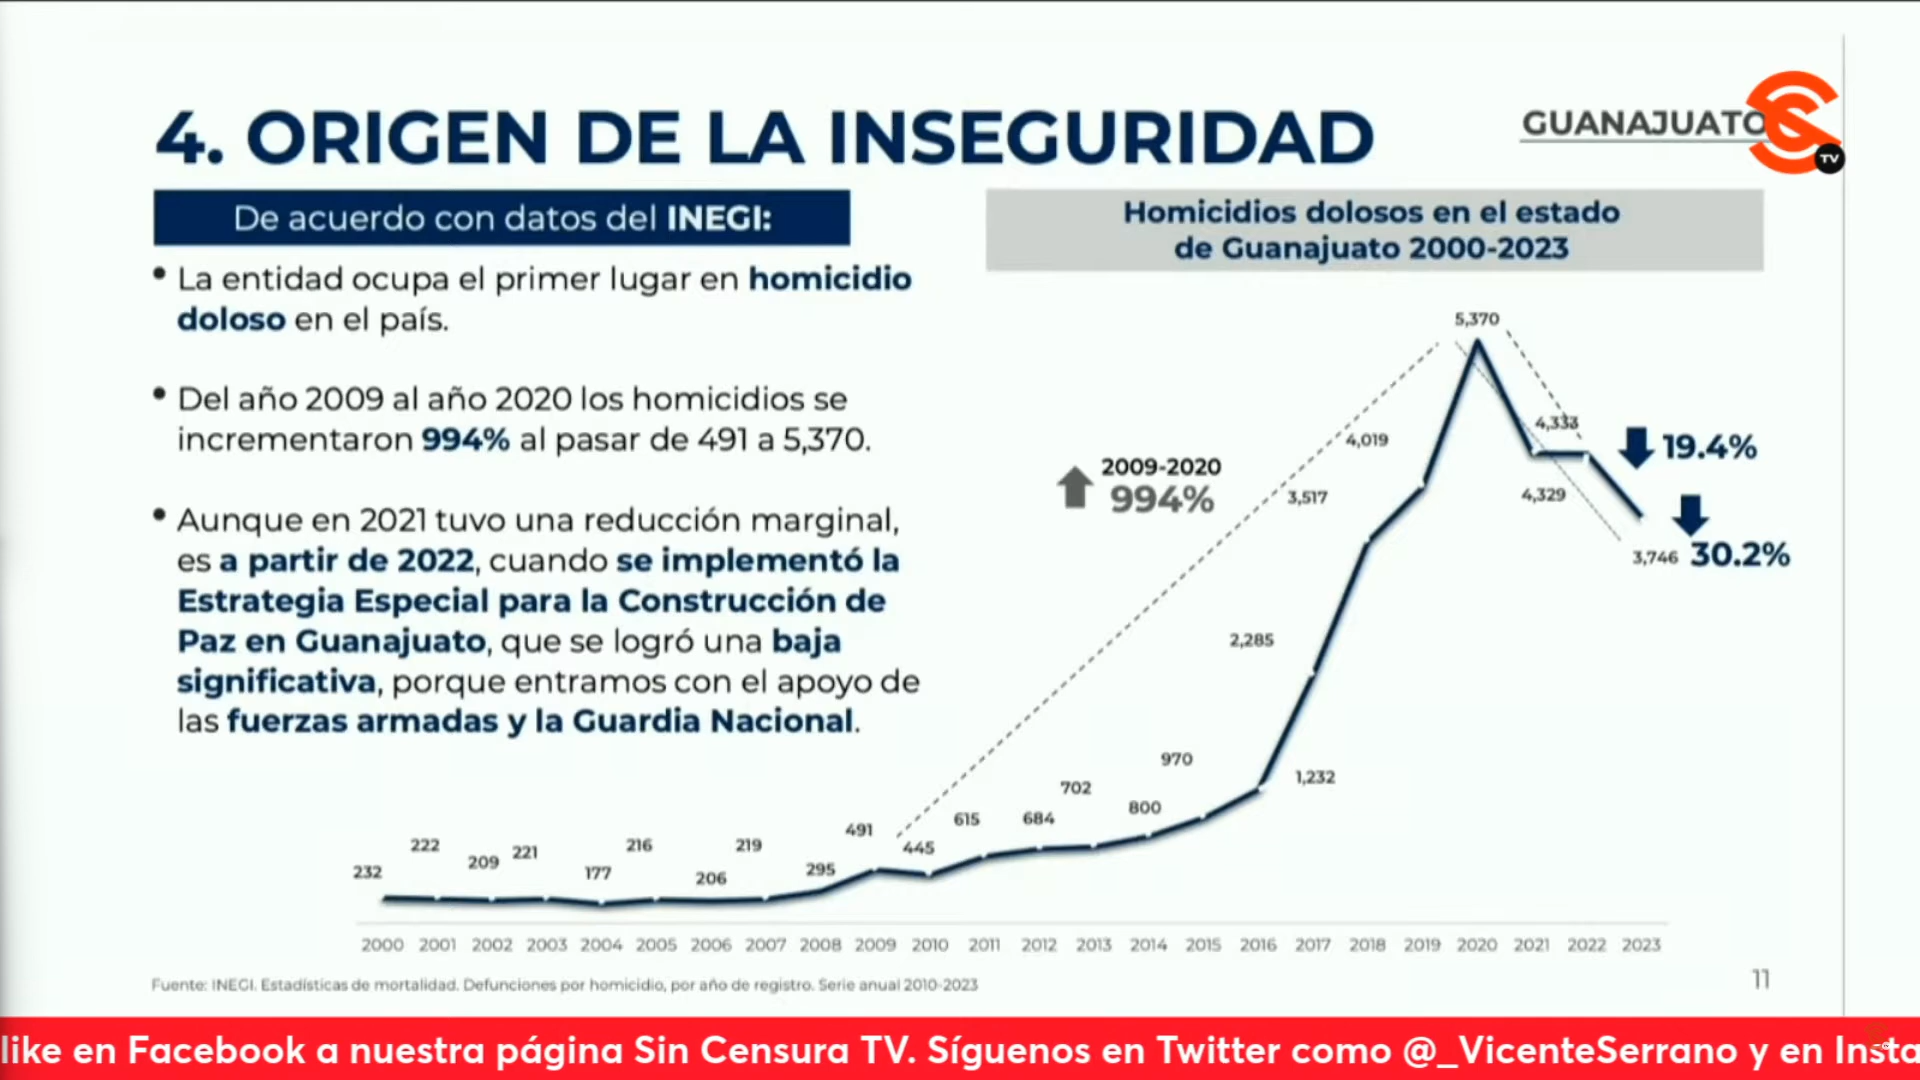 4. ORIGEN DE LA INSEGURIDAD
GUANAJUATO
TV
De acuerdo con datos del INEGI:
• La entidad ocupa el primer lugar en homicidio
doloso en el país.
• Del año 2009 al año 2020 los homicidios se
incrementaron 994% al pasar de 491 a 5,370.
• Aunque en 2021 tuvo una reducción marginal,
es a partir de 2022, cuando se implementó la
Estrategia Especial para la Construcción de
Paz en Guanajuato, que se logró una baja
significativa, porque entramos con el apoyo de
las fuerzas armadas y la Guardia Nacional.
Homicidios dolosos en el estado
de Guanajuato 2000-2023
2009-2020
994%
232
222
209
221
177
216
206
219
295
491
445
615
684
702
800
970
1,232
2,285
3,517
4,019
5,370
4,333
4,329
3,746
19.4%
30.2%
2000 2001 2002 2003 2004 2005 2006 2007 2008 2009 2010 2011 2012 2013 2014 2015 2016 2017 2018 2019 2020 2021 2022 2023
Fuente: INEGI. Estadísticas de mortalidad. Defunciones por homicidio, por año de registro. Serie anual 2010-2023
11
like en Facebook a nuestra página Sin Censura TV. Síguenos en Twitter como @_VicenteSerrano y en Insta